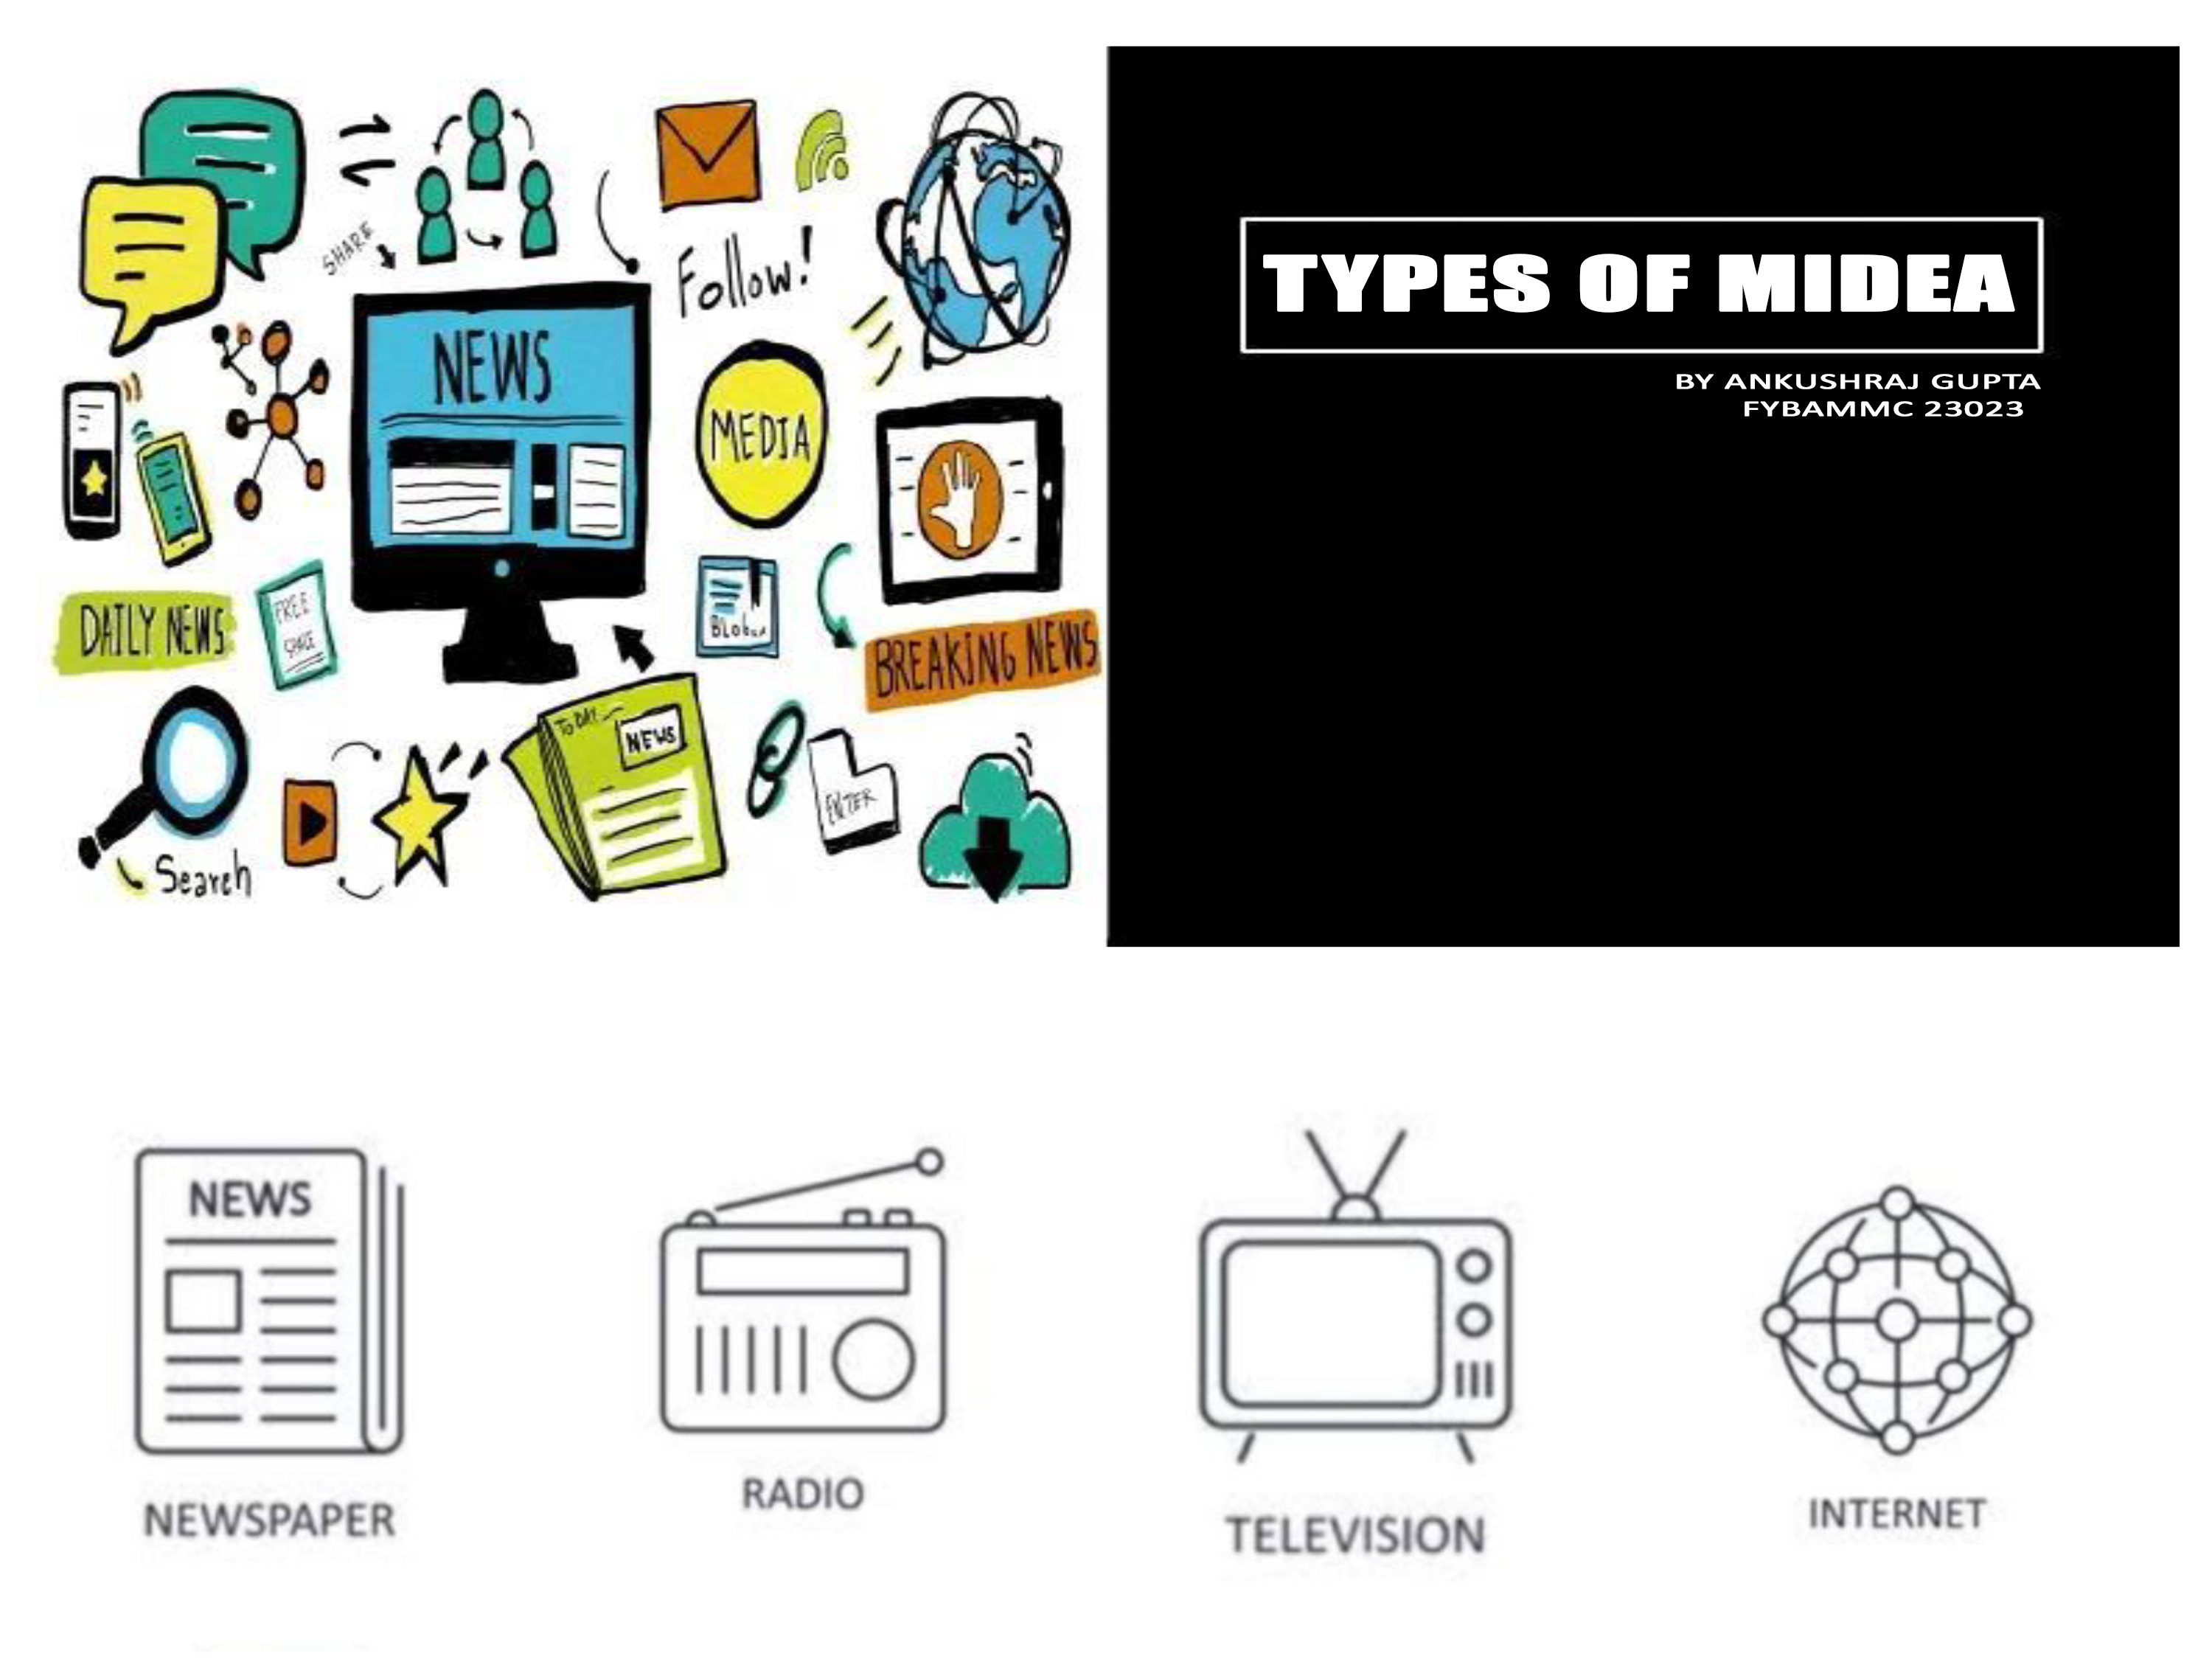 SHARE
Follow!
NEWS
MEDIA
DAILY NEWS
FREE
SPACE
BLOG
BREAKING NEWS
TODAY
NEWS
ENTER
Search
TYPES OF MIDEA
BY ANKUSHRAJ GUPTA
FYBAMMC 23023
NEWS
NEWSPAPER
RADIO
TELEVISION
INTERNET